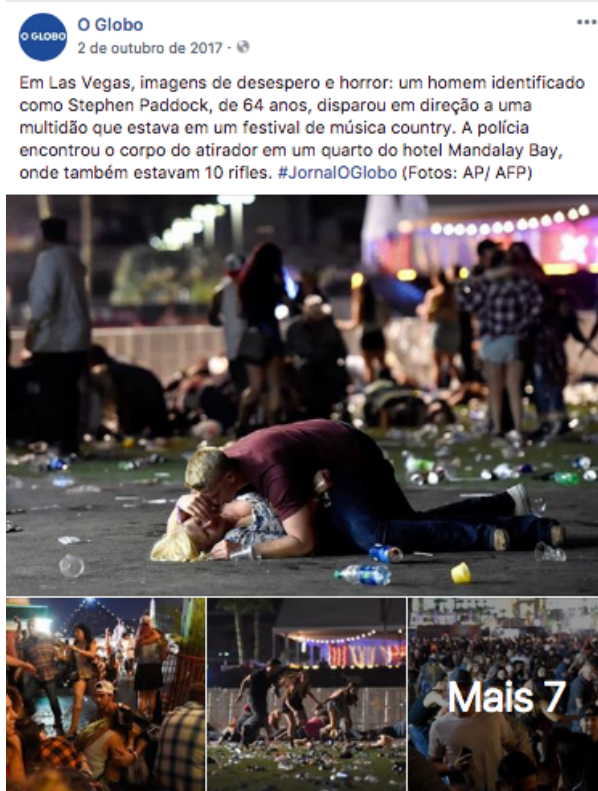 O GLOBO
O Globo
2 de outubro de 2017 ·
Em Las Vegas, imagens de desespero e horror: um homem identificado
como Stephen Paddock, de 64 anos, disparou em direção a uma
multidão que estava em um festival de música country. A polícia
encontrou o corpo do atirador em um quarto do hotel Mandalay Bay,
onde também estavam 10 rifles. #JornalOGlobo (Fotos: AP/ AFP)
Mais 7